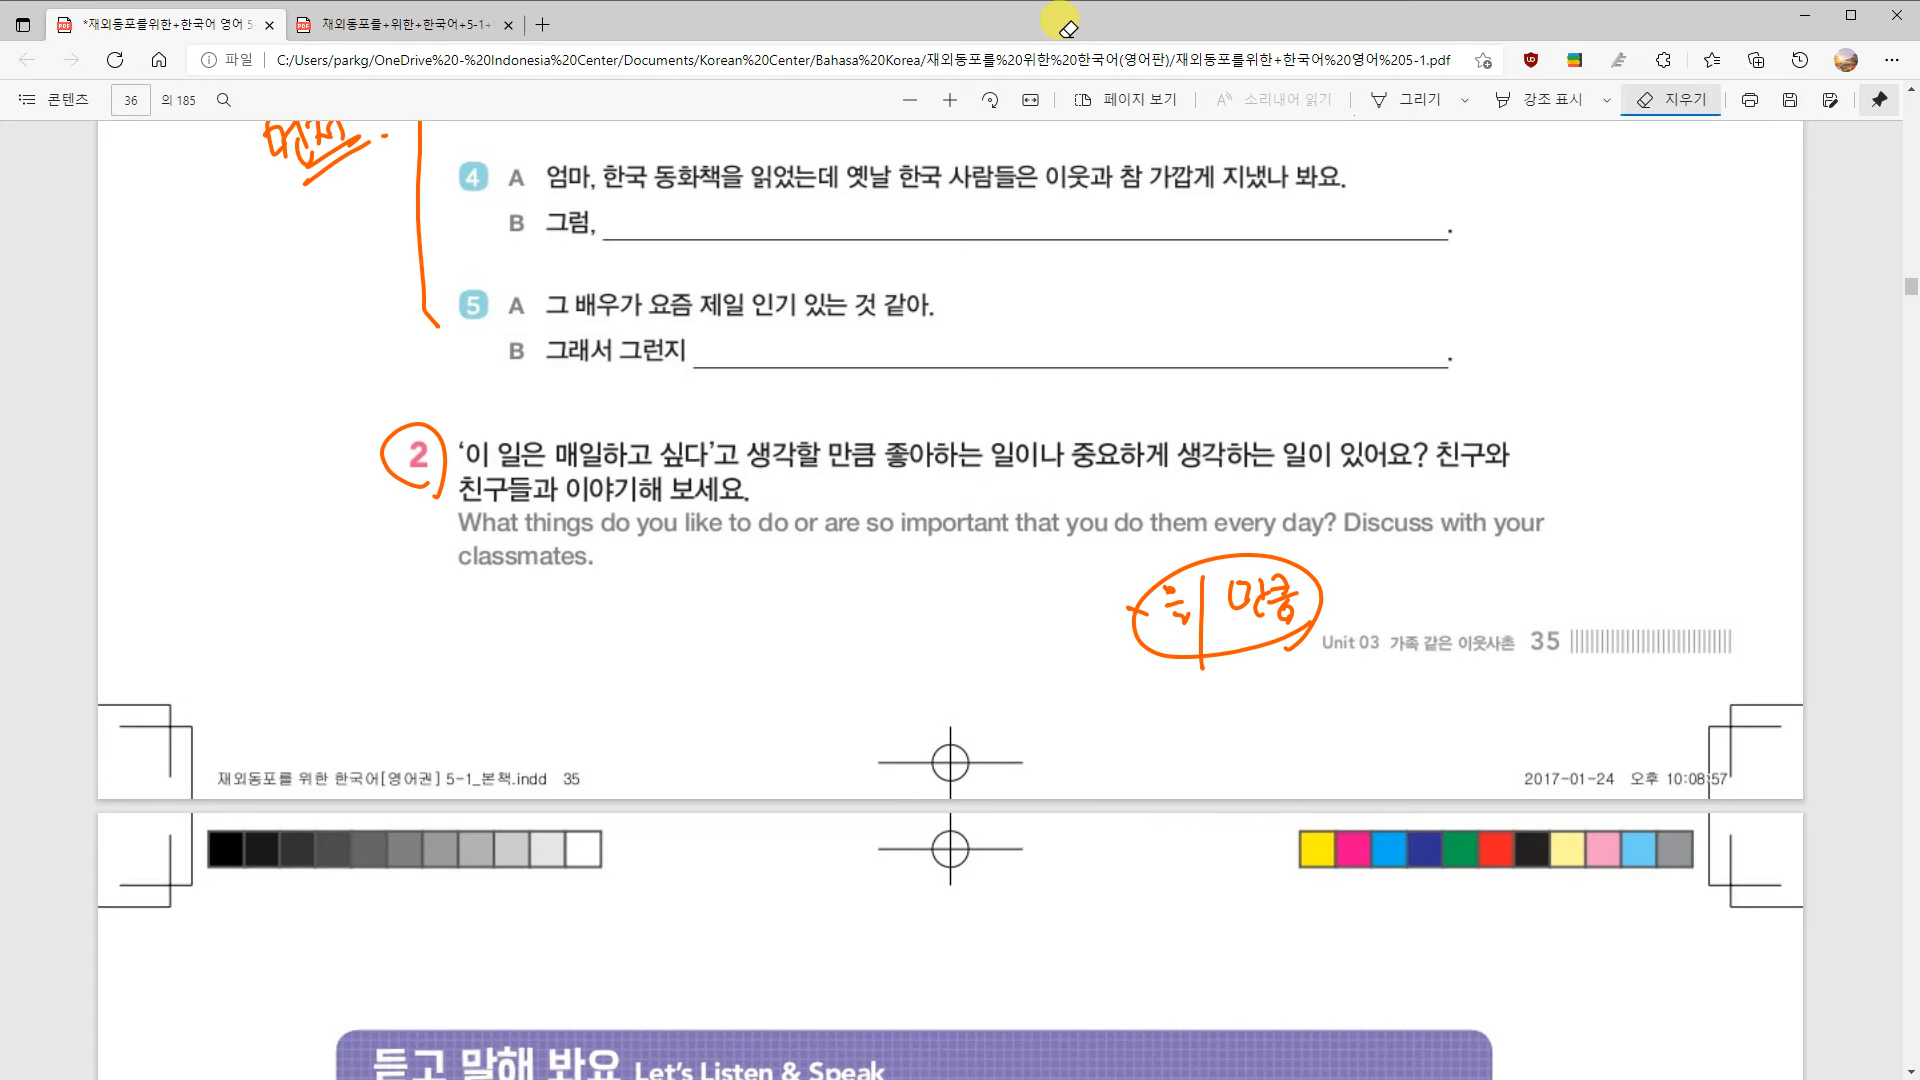 *재외동포를위한+한국어 영어 5
재외동포를+위한+한국어+5-1+
파일
C:/Users/parkg/OneDrive%20-%20Indonesia%20Center/Documents/Korean%20Center/Bahasa%20Korea/재외동포를%20위한%20한국어(영어판)/재외동포를위한+한국어%20영어%205-1.pdf
콘텐츠 36 의 185 페이지 보기 소리내어 읽기 그리기 강조 표시 지우기
4 A 엄마, 한국 동화책을 읽었는데 옛날 한국 사람들은 이웃과 참 가깝게 지냈나 봐요.
B 그럼, .
5 A 그 배우가 요즘 제일 인기 있는 것 같아.
B 그래서 그런지 .
2 ‘이 일은 매일하고 싶다’고 생각할 만큼 좋아하는 일이나 중요하게 생각하는 일이 있어요? 친구와
친구들과 이야기해 보세요.
What things do you like to do or are so important that you do them every day? Discuss with your
classmates.
만큼
Unit 03 가족 같은 이웃사촌 35
재외동포를 위한 한국어[영어권] 5-1_본책.indd 35
2017-01-24 오후 10:08:57
듣고 말해 봐요 Let's Listen & Speak